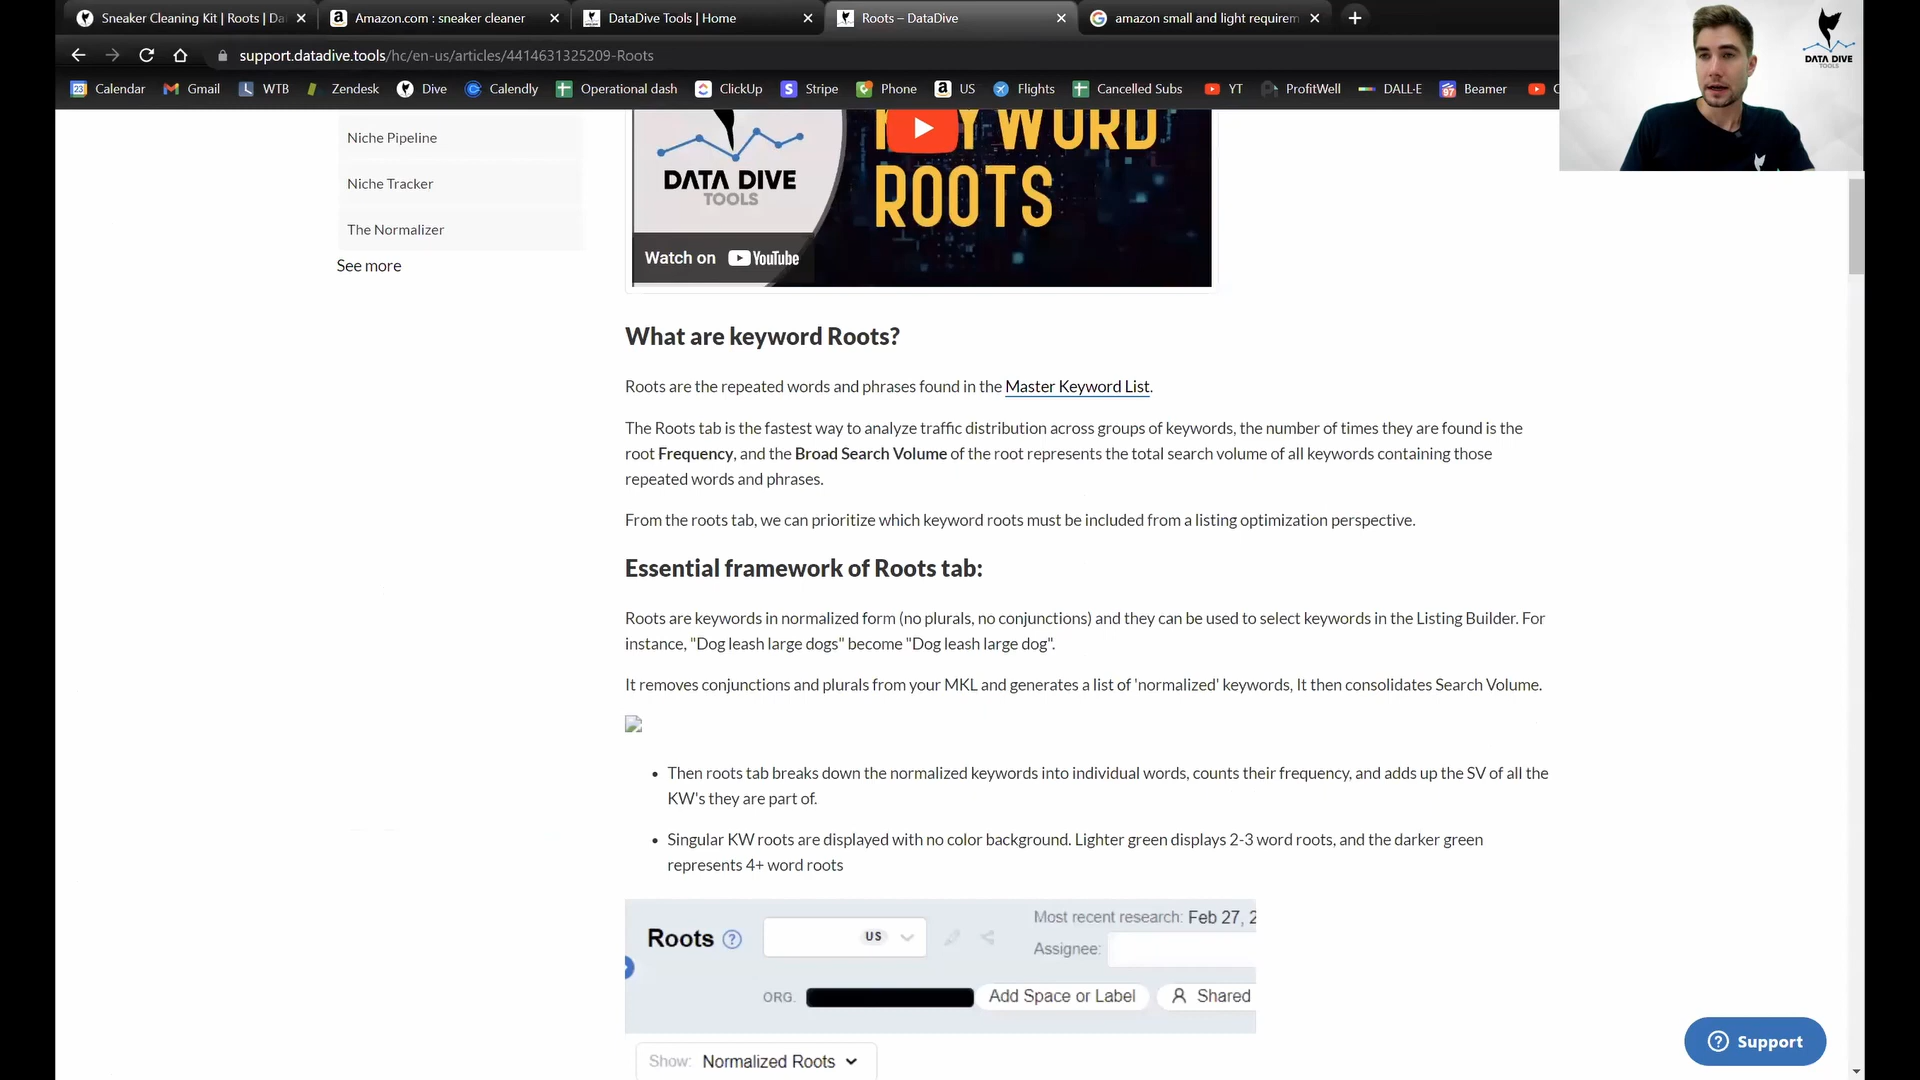 Sneaker Cleaning Kit | Roots | Da
Amazon.com : sneaker cleaner
DataDive Tools | Home
Roots – DataDive
amazon small and light requirem
support.datadive.tools/hc/en-us/articles/4414631325209-Roots
DATA DIVE
TOOLS
Calendar
Gmail
WTB
Zendesk
Dive
Calendly
Operational dash
ClickUp
Stripe
Phone
US
Flights
Cancelled Subs
YT
ProfitWell
DALL·E
Beamer
Niche Pipeline
Niche Tracker
The Normalizer
See more
KEYWORD
ROOTS
DATA DIVE
TOOLS
Watch on YouTube
What are keyword Roots?
Roots are the repeated words and phrases found in the Master Keyword List.
The Roots tab is the fastest way to analyze traffic distribution across groups of keywords, the number of times they are found is the
root Frequency, and the Broad Search Volume of the root represents the total search volume of all keywords containing those
repeated words and phrases.
From the roots tab, we can prioritize which keyword roots must be included from a listing optimization perspective.
Essential framework of Roots tab:
Roots are keywords in normalized form (no plurals, no conjunctions) and they can be used to select keywords in the Listing Builder. For
instance, "Dog leash large dogs" become "Dog leash large dog".
It removes conjunctions and plurals from your MKL and generates a list of 'normalized' keywords, It then consolidates Search Volume.
• Then roots tab breaks down the normalized keywords into individual words, counts their frequency, and adds up the SV of all the
KW's they are part of.
• Singular KW roots are displayed with no color background. Lighter green displays 2-3 word roots, and the darker green
represents 4+ word roots
Roots ?
US
Most recent research: Feb 27, 2
Assignee:
ORG.
Add Space or Label
Shared
Show: Normalized Roots
Support